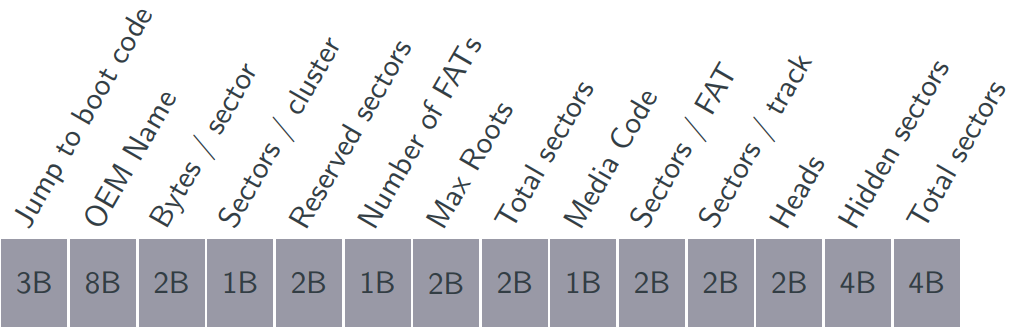 Jump to boot code
OEM Name
Bytes / sector
Sectors / cluster
Reserved sectors
Number of FATs
Max Roots
Total sectors
Media Code
Sectors / FAT
Sectors / track
Heads
Hidden sectors
Total sectors
3B 8B 2B 1B 2B 1B 2B 2B 1B 2B 2B 2B 4B 4B